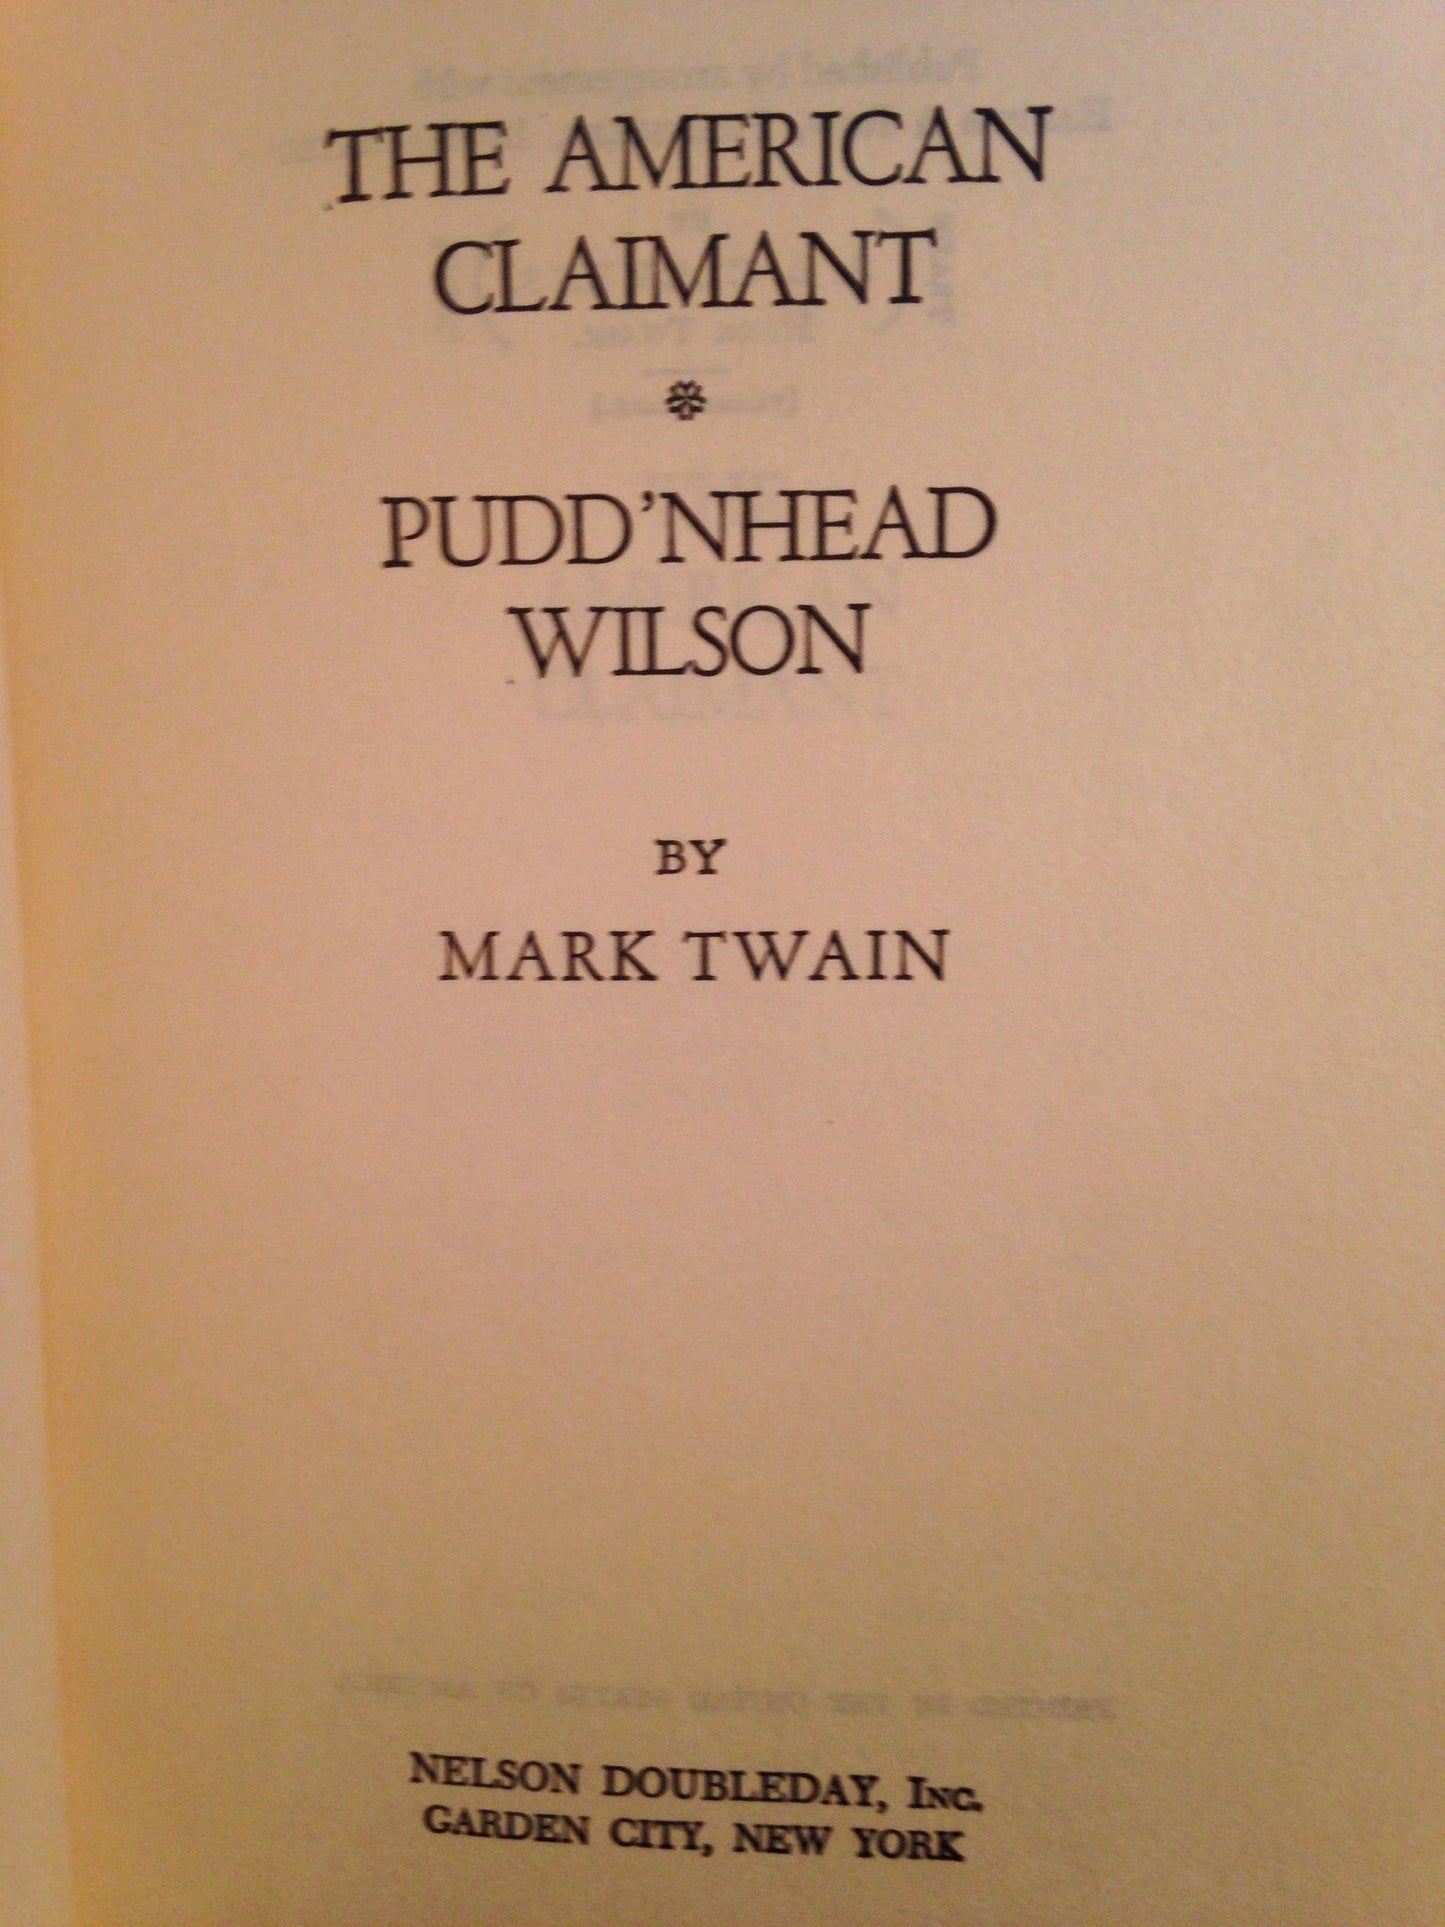 THE AMERICAN
CLAIMANT
PUDD'NHEAD
WILSON
BY
MARK TWAIN
NELSON DOUBLEDAY, INC.
GARDEN CITY, NEW YORK